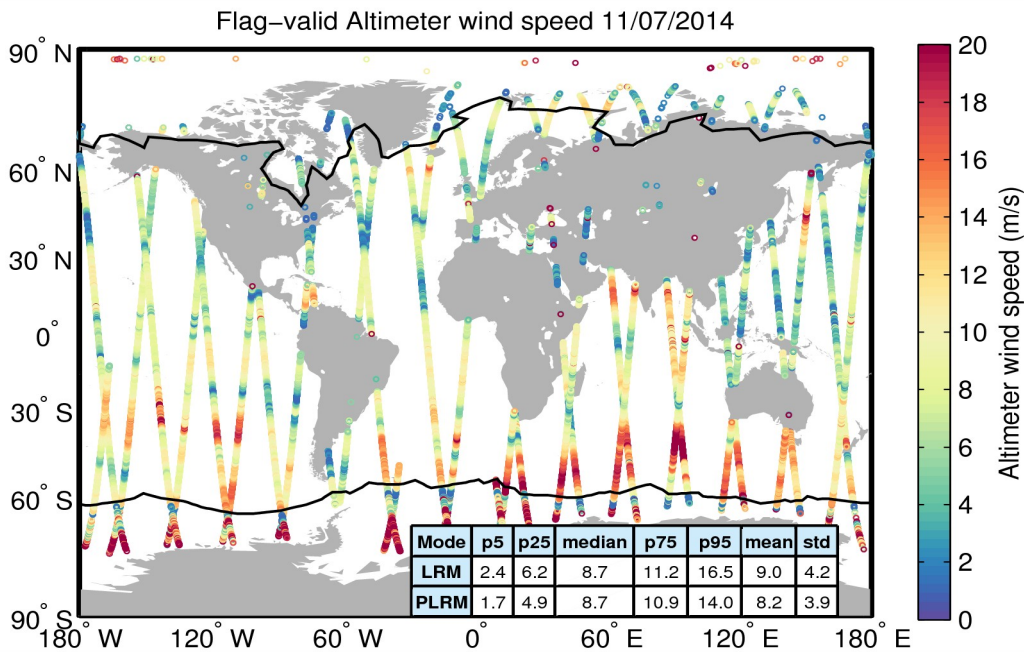 Flag−valid Altimeter wind speed 11/07/2014
90° N
60° N
30° N
0°
30° S
60° S
90° S
180° W
120° W
60° W
0°
60° E
120° E
180° E
Mode p5 p25 median p75 p95 mean std
LRM 2.4 6.2 8.7 11.2 16.5 9.0 4.2
PLRM 1.7 4.9 8.7 10.9 14.0 8.2 3.9
20
18
16
14
12
10
8
6
4
2
0
Altimeter wind speed (m/s)